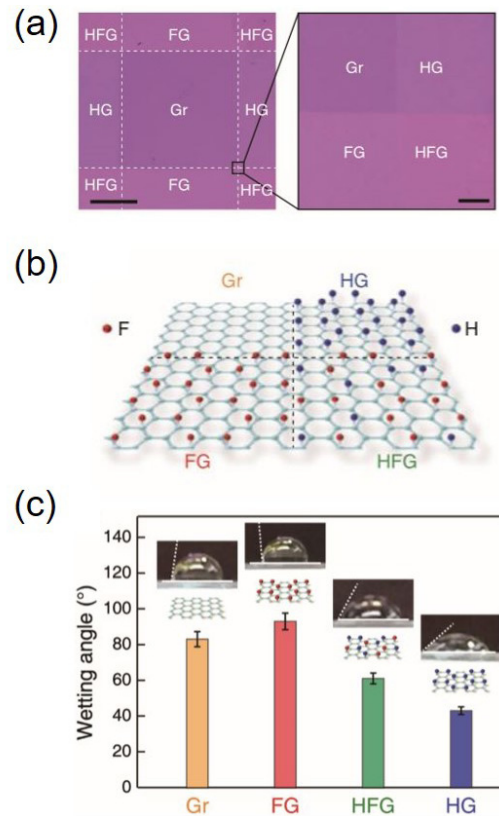 (a)
HFG FG HFG
HG Gr HG
HFG FG HFG
Gr HG
FG HFG
(b)
Gr HG
F H
FG HFG
(c)
Wetting angle (°)
140
120
100
80
60
40
20
0
Gr FG HFG HG